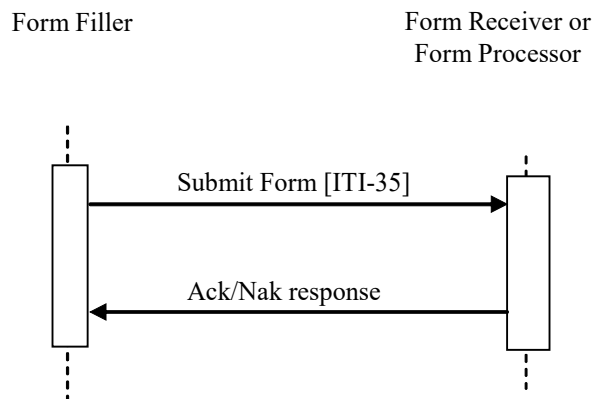 Form Filler
Form Receiver or
Form Processor
Submit Form [ITI-35]
Ack/Nak response